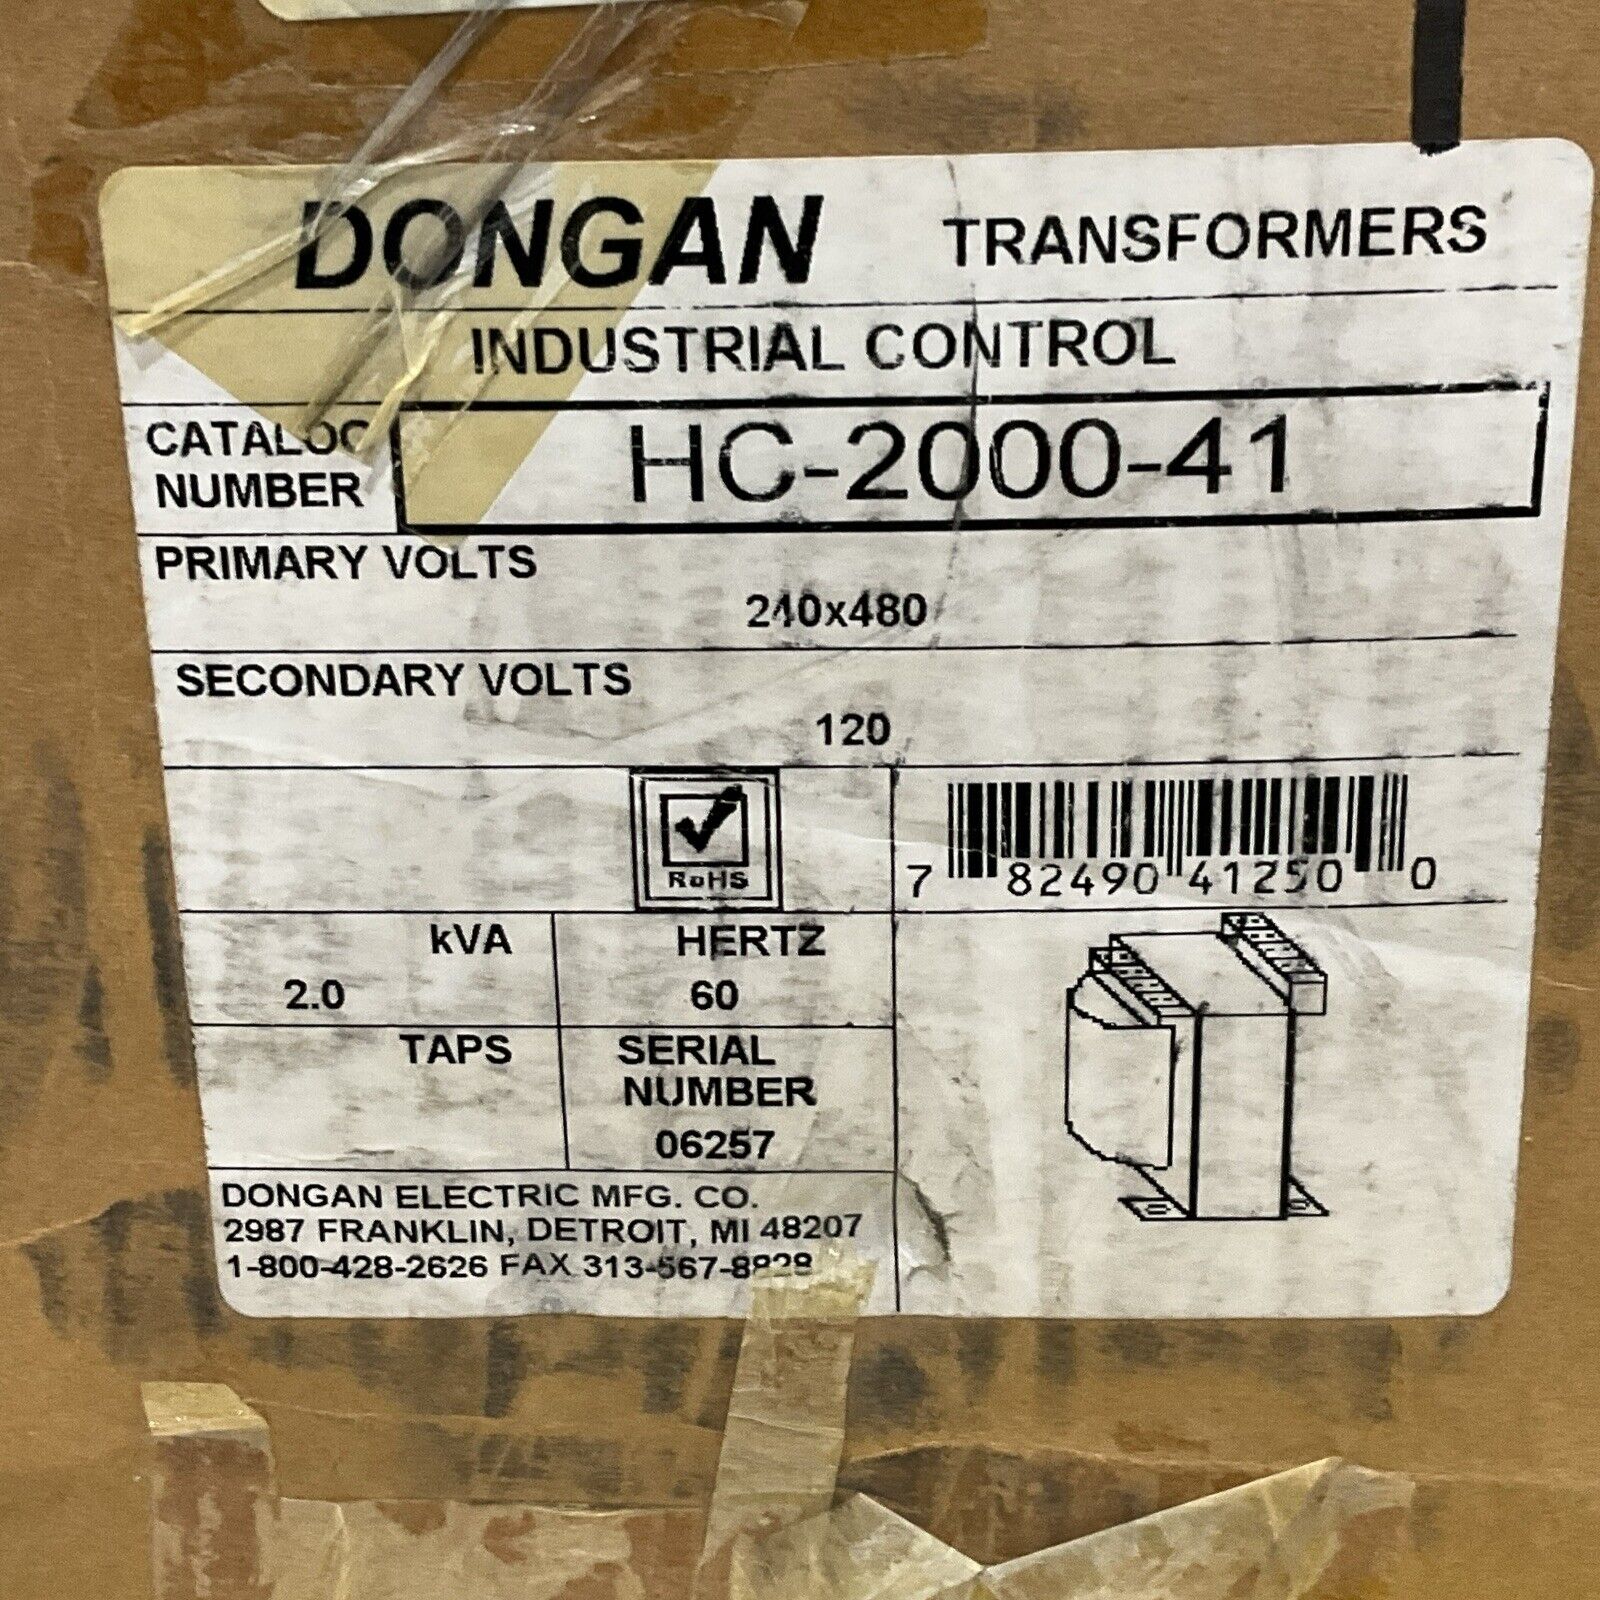 DONGAN TRANSFORMERS
INDUSTRIAL CONTROL
CATALOG
NUMBER
HC-2000-41
PRIMARY VOLTS
240x480
SECONDARY VOLTS
120
RoHS
7 82490 41250 0
kVA
2.0
HERTZ
60
TAPS
SERIAL
NUMBER
06257
DONGAN ELECTRIC MFG. CO.
2987 FRANKLIN, DETROIT, MI 48207
1-800-428-2626 FAX 313-567-8828